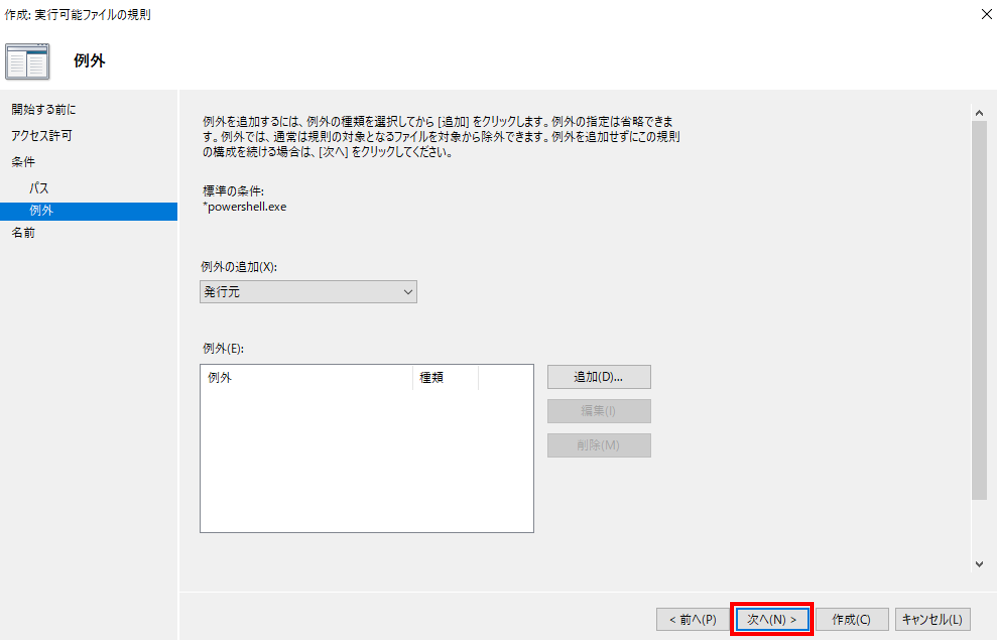 作成: 実行可能ファイルの規則
例外
開始する前に
アクセス許可
条件
パス
例外
名前
例外を追加するには、例外の種類を選択してから [追加] をクリックします。例外の指定は省略できま
す。例外では、通常は規則の対象となるファイルを対象から除外できます。例外を追加せずにこの規則
の構成を続ける場合は、[次へ] をクリックしてください。
標準の条件:
*powershell.exe
例外の追加(X):
発行元
例外(E):
例外 種類
追加(D)...
編集(I)
削除(M)
< 前へ(P) 次へ(N) > 作成(C) キャンセル(L)